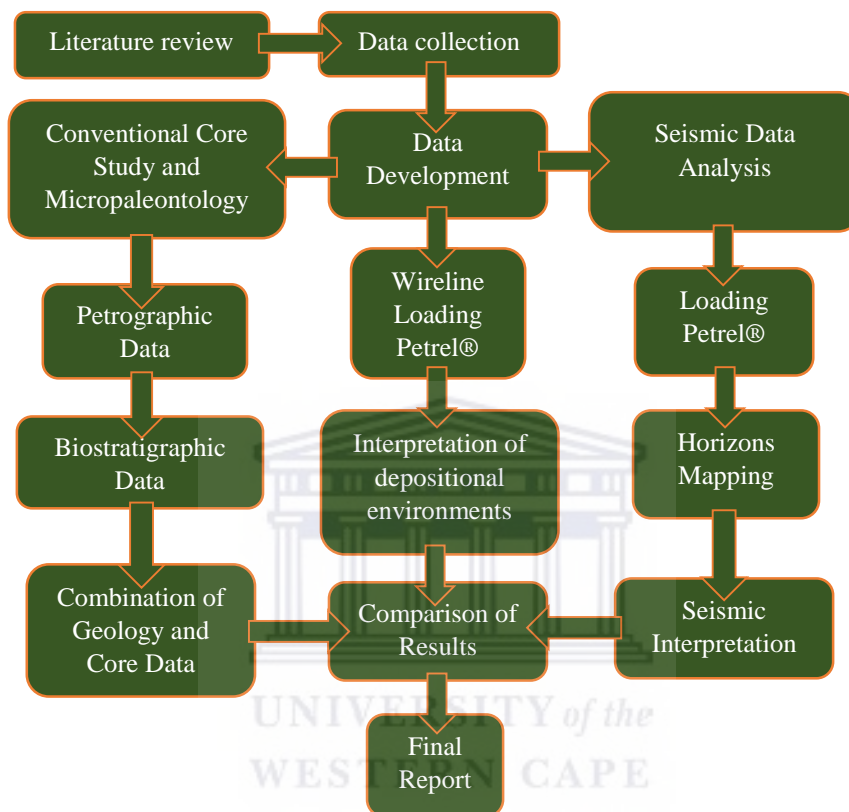 Literature review
Data collection
Conventional Core
Study and
Micropaleontology
Data
Development
Seismic Data
Analysis
Petrographic
Data
Wireline
Loading
Petrel®
Loading
Petrel®
Biostratigraphic
Data
Interpretation of
depositional
environments
Horizons
Mapping
Combination of
Geology and
Core Data
Comparison of
Results
Seismic
Interpretation
Final
Report
UNIVERSITY of the
WESTERN CAPE